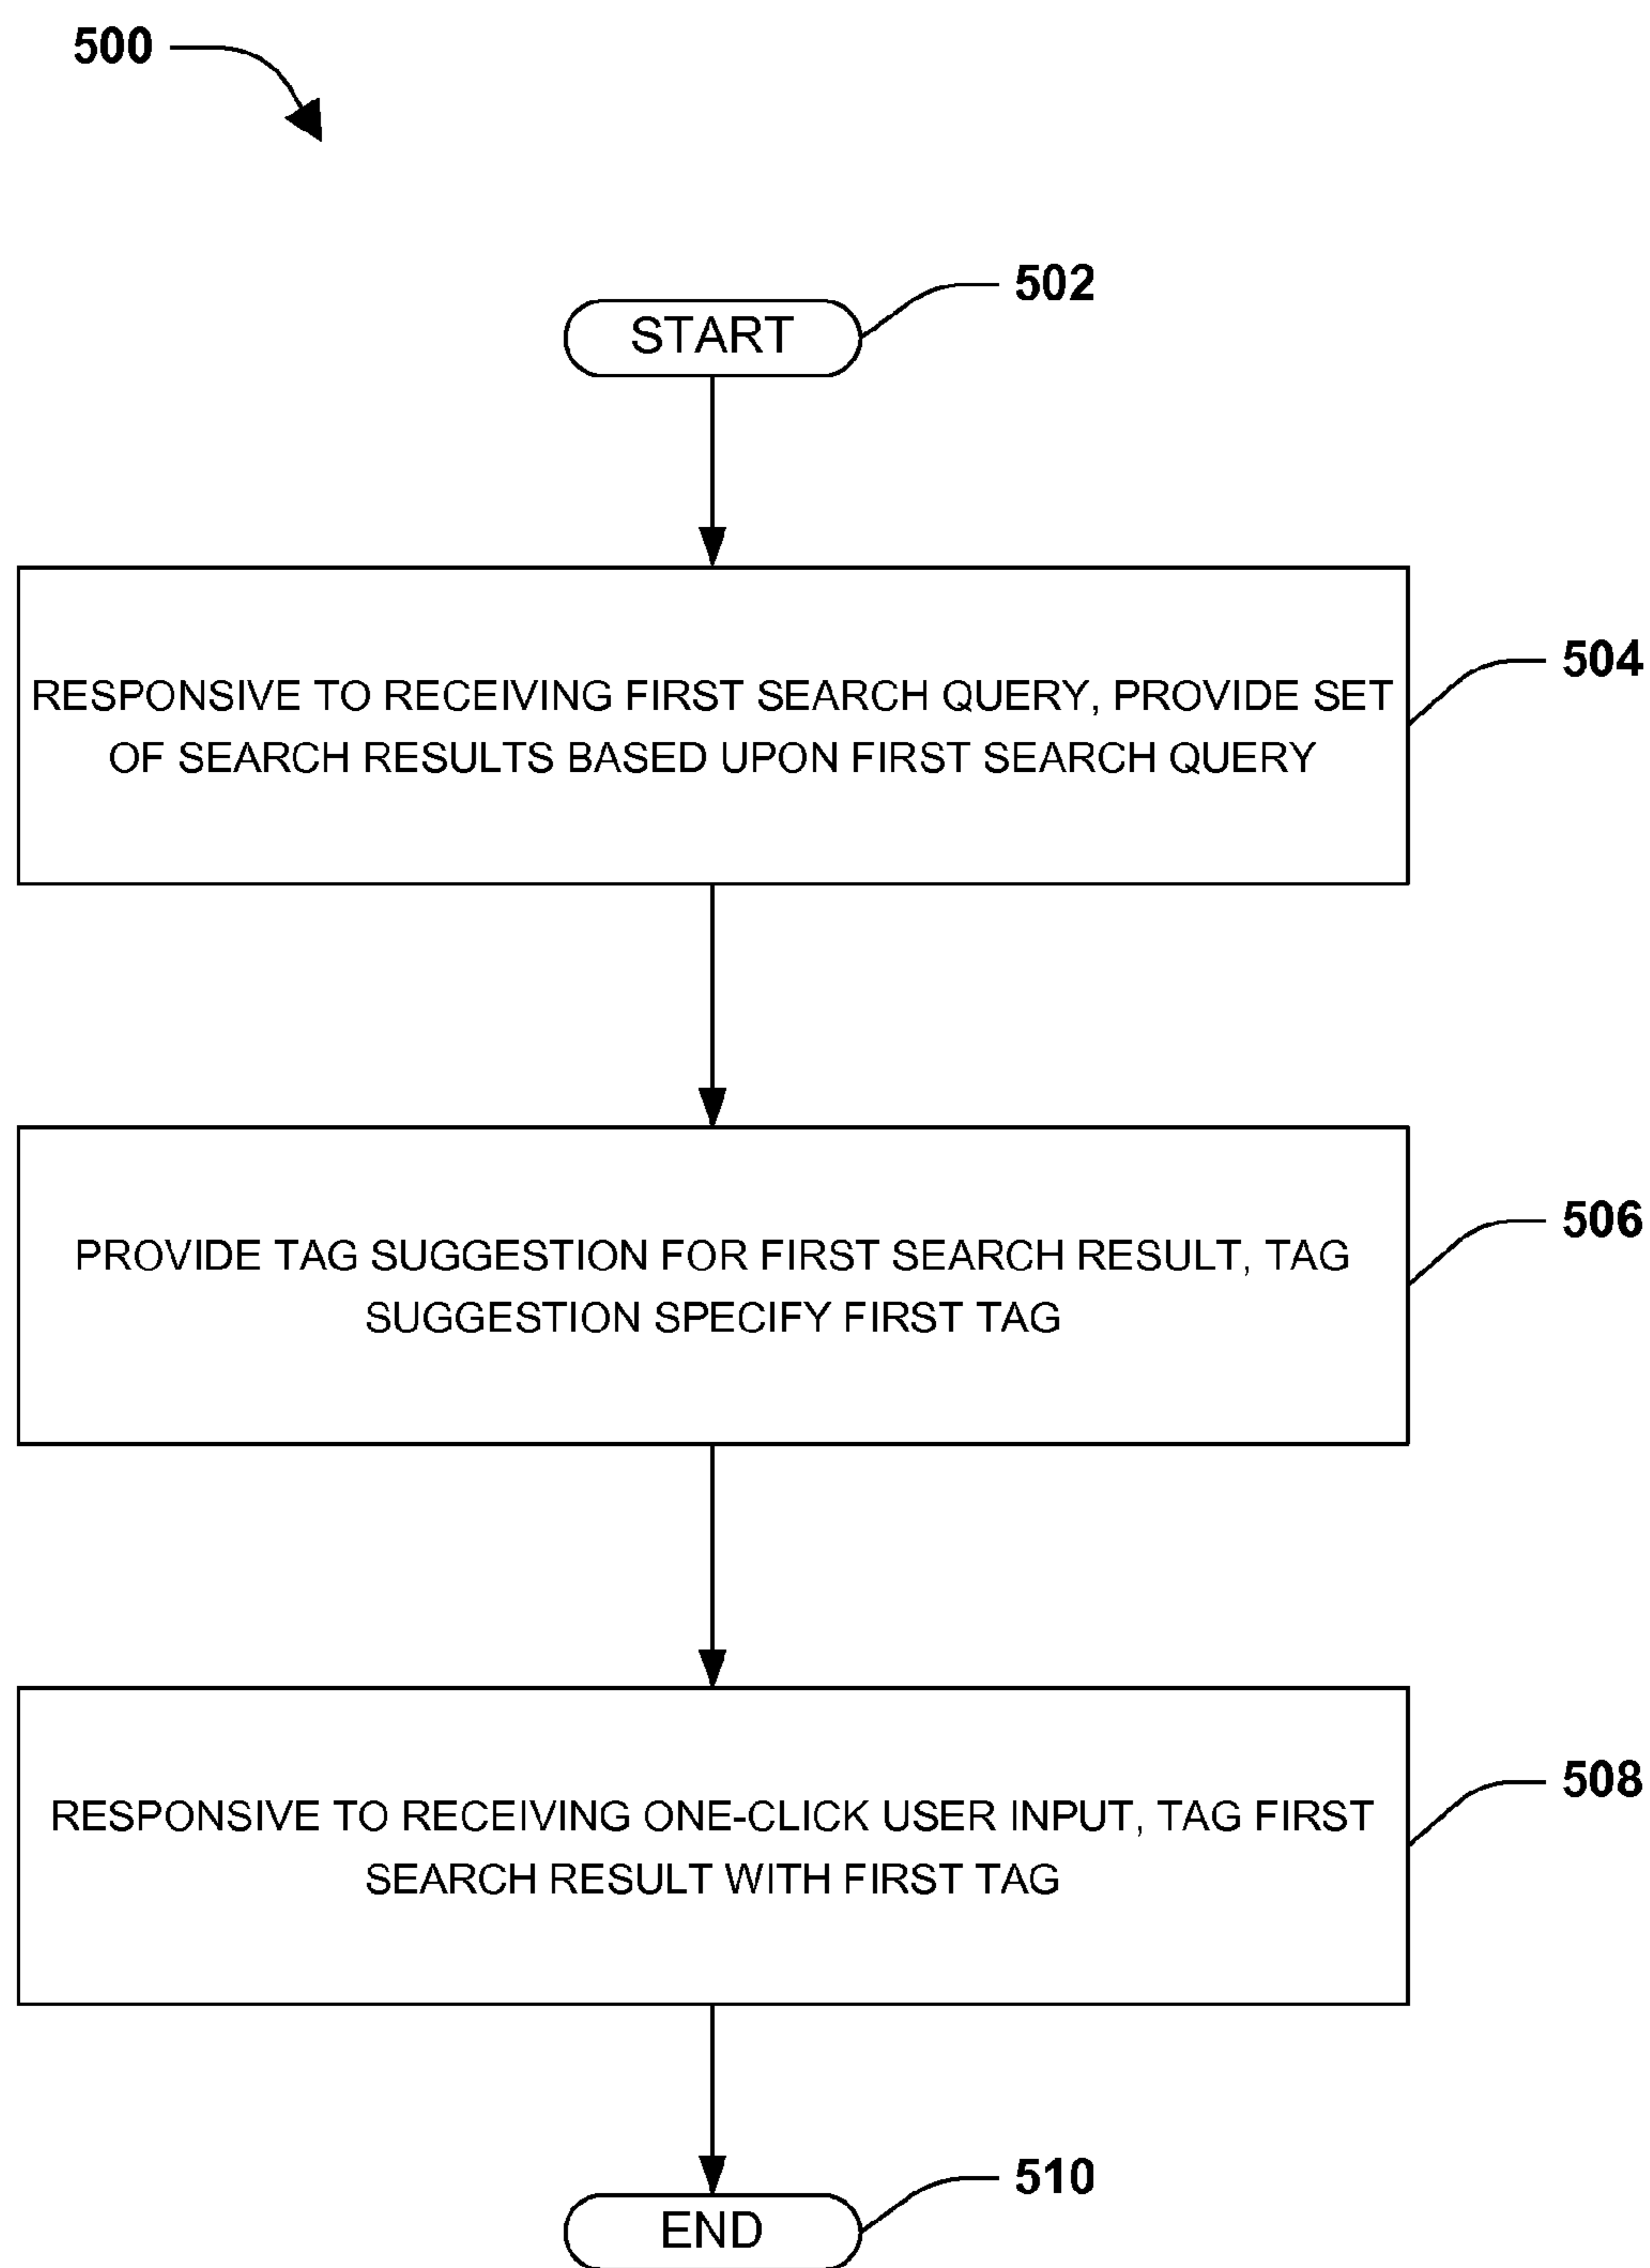 500
502
START
504
RESPONSIVE TO RECEIVING FIRST SEARCH QUERY, PROVIDE SET
OF SEARCH RESULTS BASED UPON FIRST SEARCH QUERY
506
PROVIDE TAG SUGGESTION FOR FIRST SEARCH RESULT, TAG
SUGGESTION SPECIFY FIRST TAG
508
RESPONSIVE TO RECEIVING ONE-CLICK USER INPUT, TAG FIRST
SEARCH RESULT WITH FIRST TAG
510
END